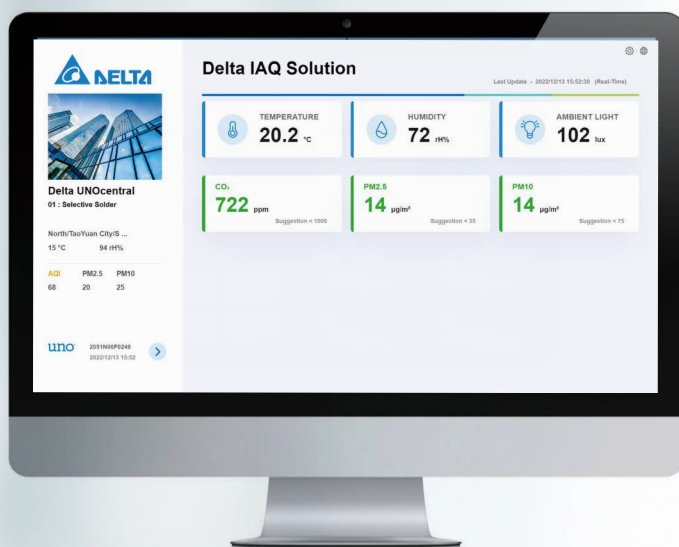 DELTA
Delta UNOcentral
01 : Selective Solder
North/TaoYuan City/S ...
15 °C 94 rH%
AQI PM2.5 PM10
68 20 25
uno 2051N00F0249
2022/12/13 15:52
Delta IAQ Solution
Last Update - 2022/12/13 15:52:30 (Real-Time)
TEMPERATURE
20.2 °C
HUMIDITY
72 rH%
AMBIENT LIGHT
102 lux
CO₂
722 ppm
Suggestion < 1000
PM2.5
14 µg/m³
Suggestion < 35
PM10
14 µg/m³
Suggestion < 75